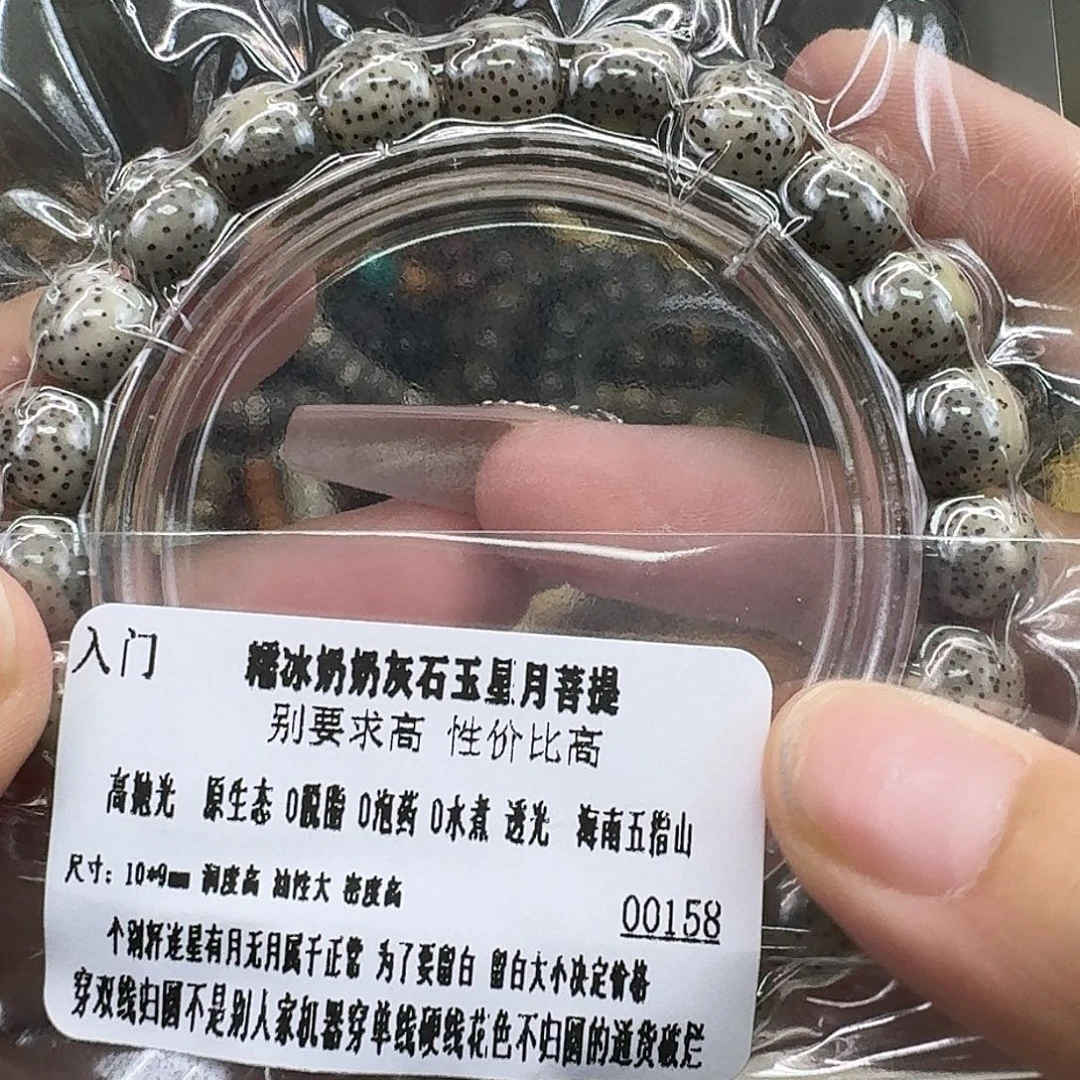 入门 糯冰奶奶灰石玉星月菩提
别要求高 性价比高
高抛光 原生态 0脱脂 0泡药 0水煮 透光 海南五指山
尺寸：10*9mm 润度高 油性大 密度高
00158
个别籽连星有月无月属于正常 为了要留白 留白大小决定价格
穿双线归圆不是别人家机器穿单线硬线花色不归圆的通货破烂